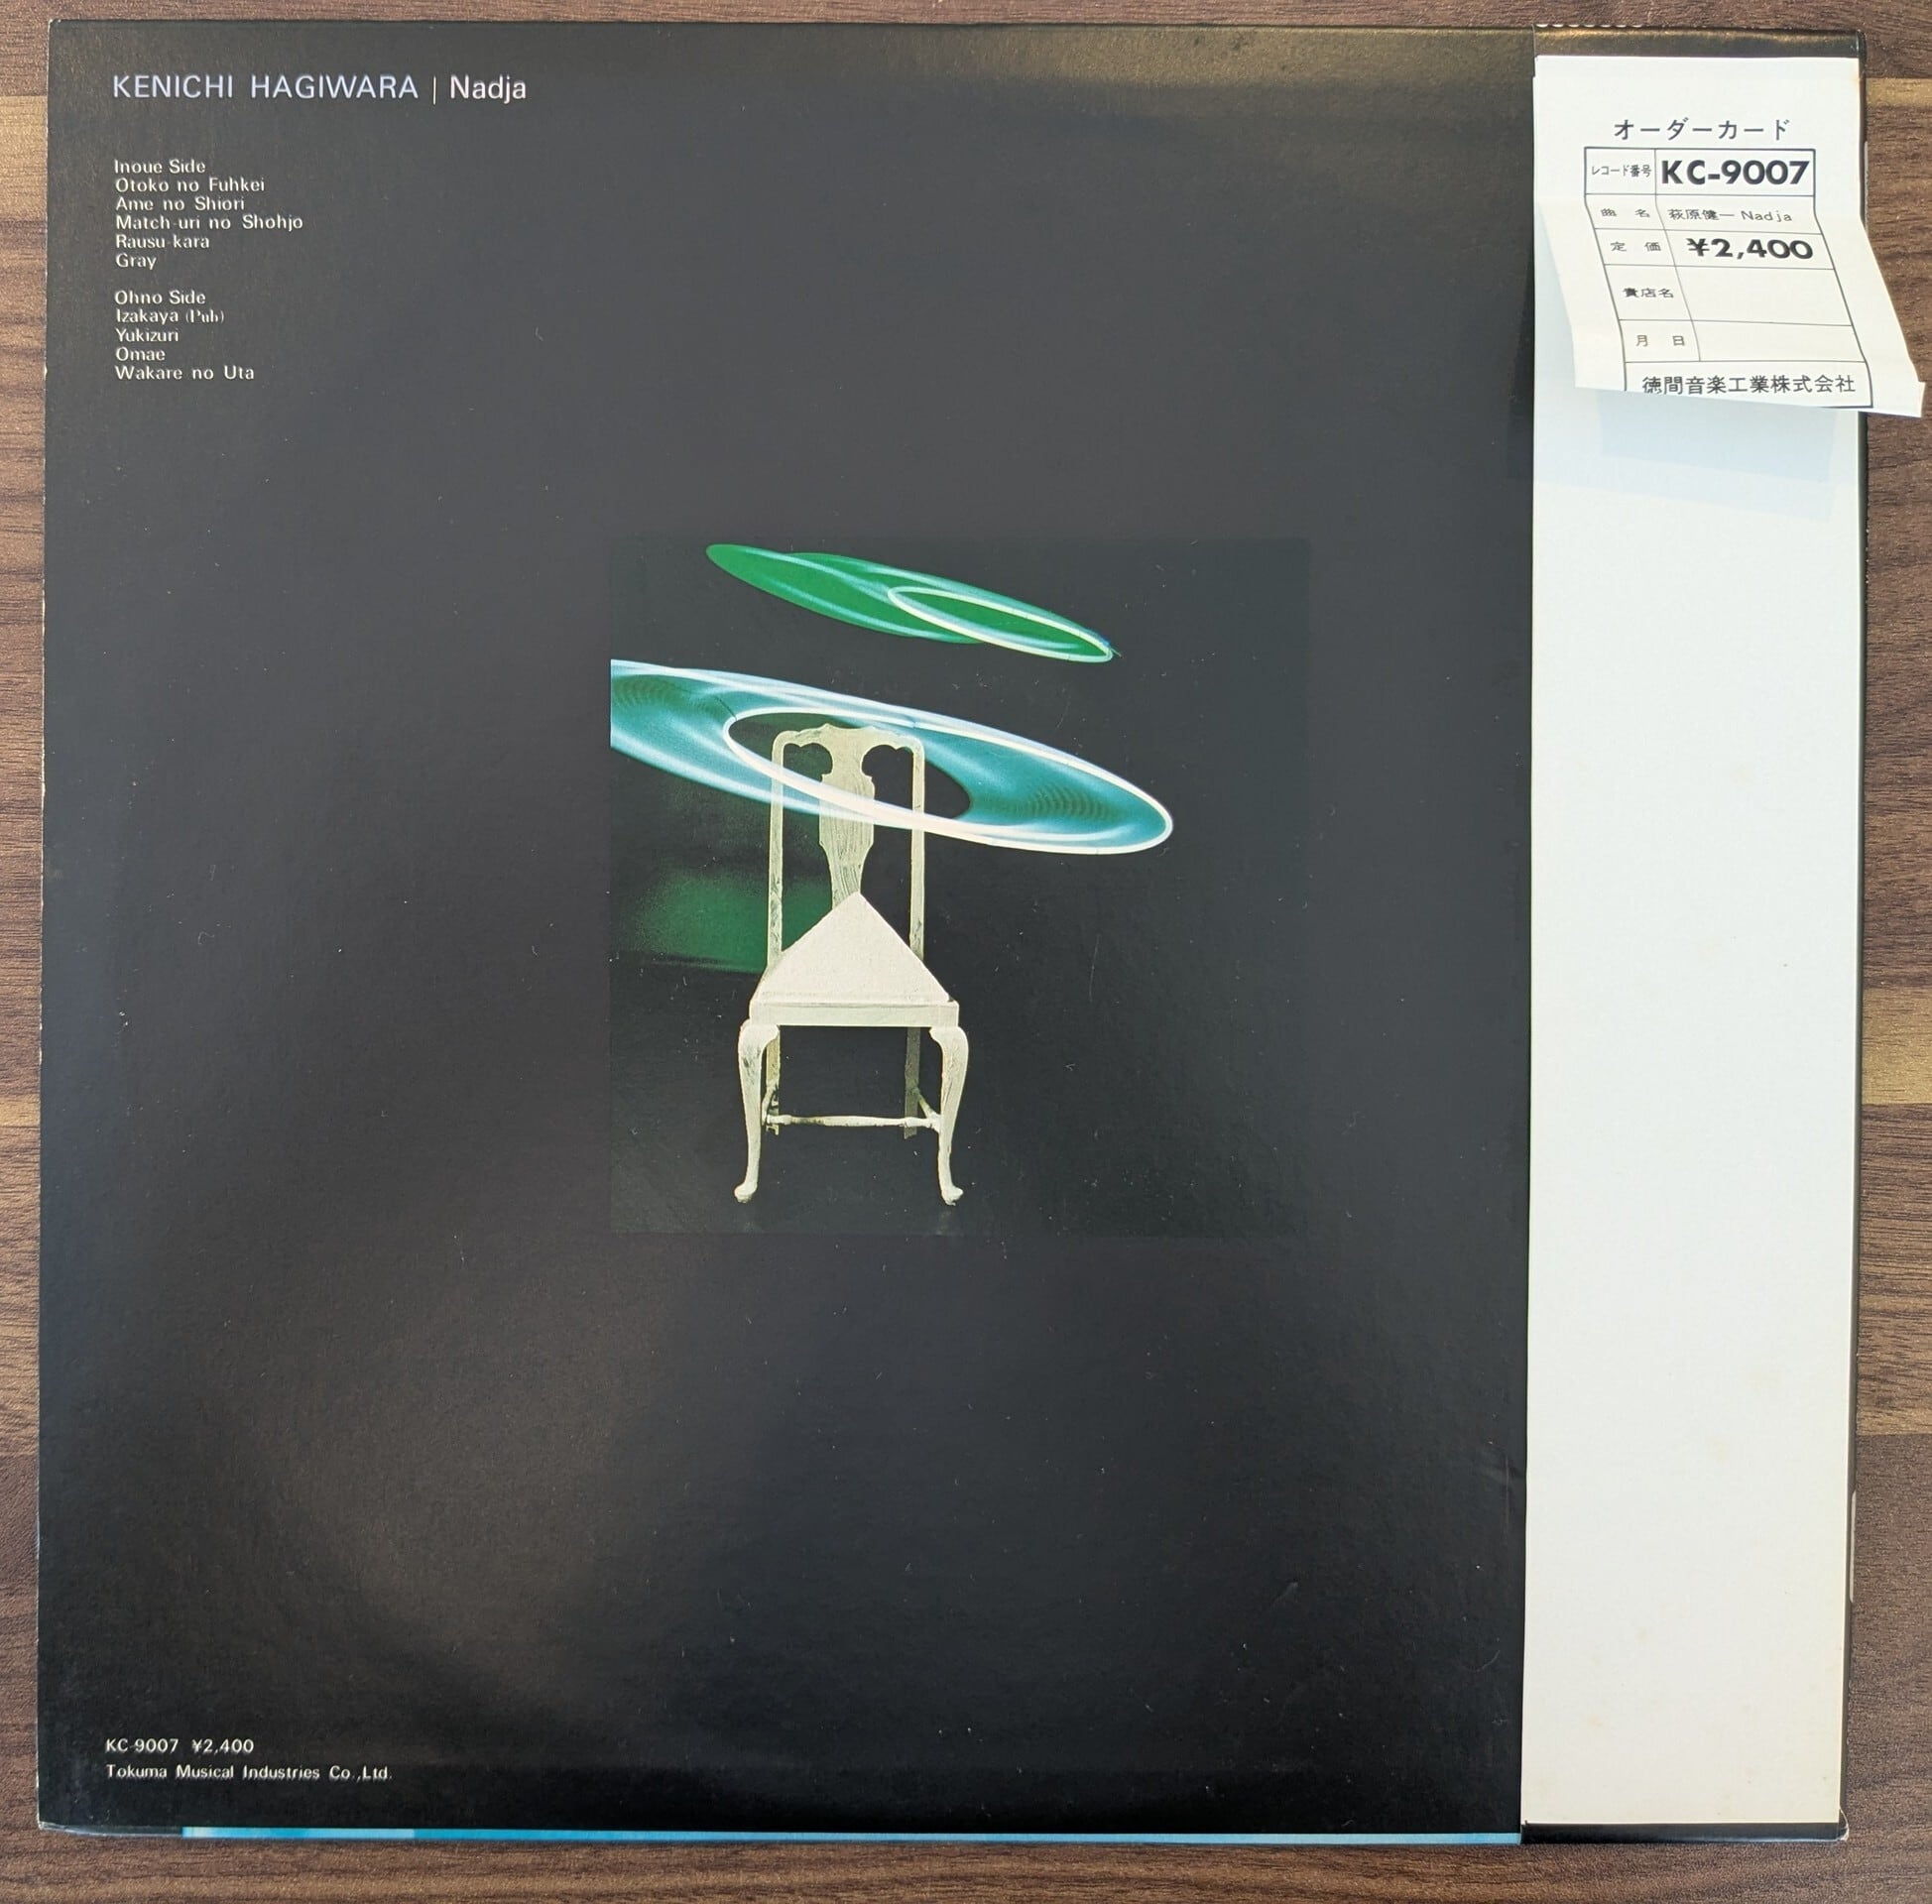 KENICHI HAGIWARA | Nadja
Inoue Side
Otoko no Fuhkei
Ame no Shiori
Match-uri no Shohjo
Rausu-kara
Gray
Ohno Side
Izakaya (Pub)
Yukizuri
Omae
Wakare no Uta
オーダーカード
レコード番号 KC-9007
曲名 萩原健一 Nadja
定価 ¥2,400
貴店名
月日
徳間音楽工業株式会社
KC-9007 ¥2,400
Tokuma Musical Industries Co.,Ltd.